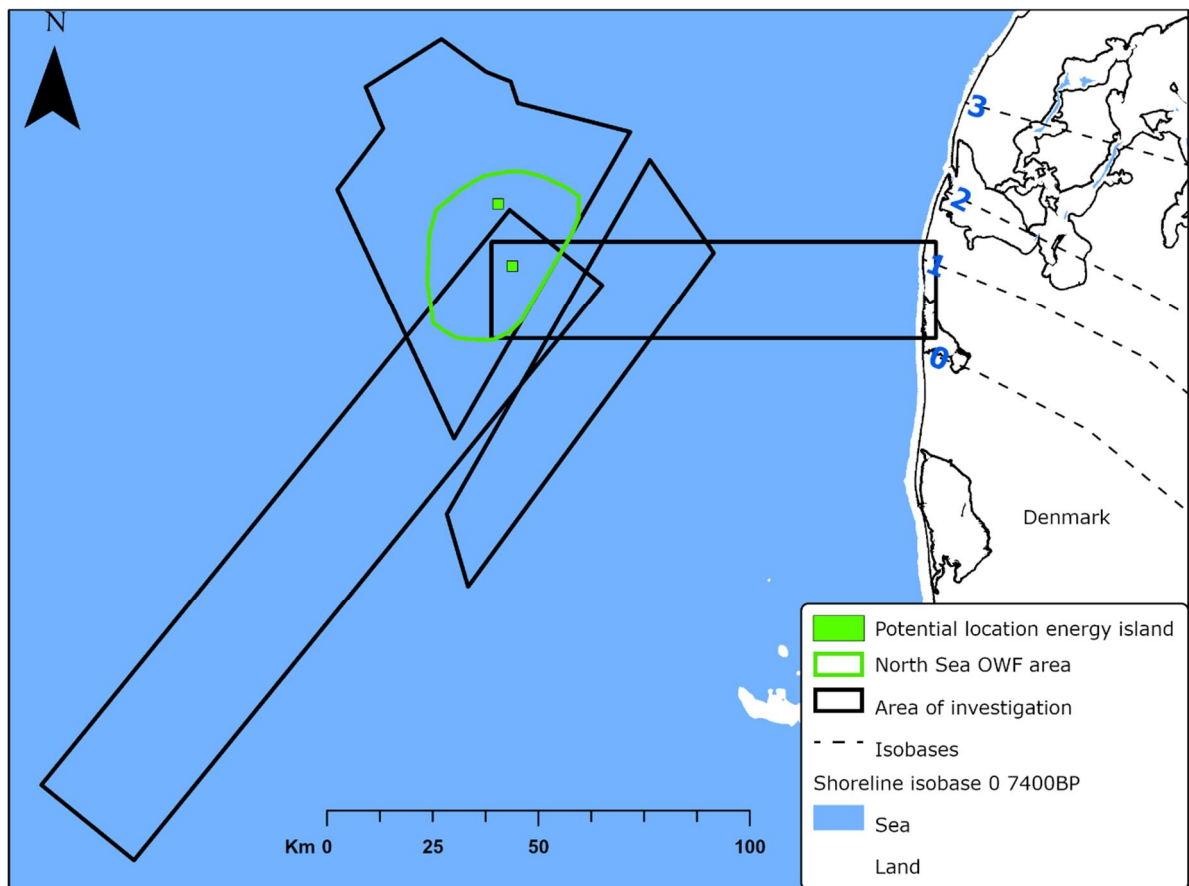 N
3
2
1
0
Denmark
Potential location energy island
North Sea OWF area
Area of investigation
Isobases
Shoreline isobase 0 7400BP
Sea
Land
Km 0 25 50 100